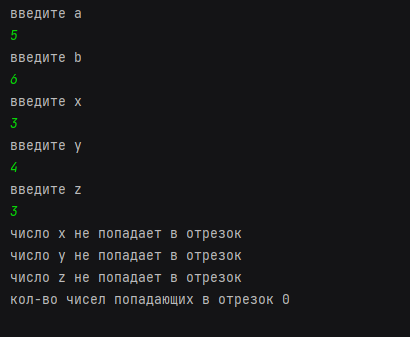 введите a
5
введите b
6
введите x
3
введите y
4
введите z
3
число x не попадает в отрезок
число y не попадает в отрезок
число z не попадает в отрезок
кол-во чисел попадающих в отрезок 0